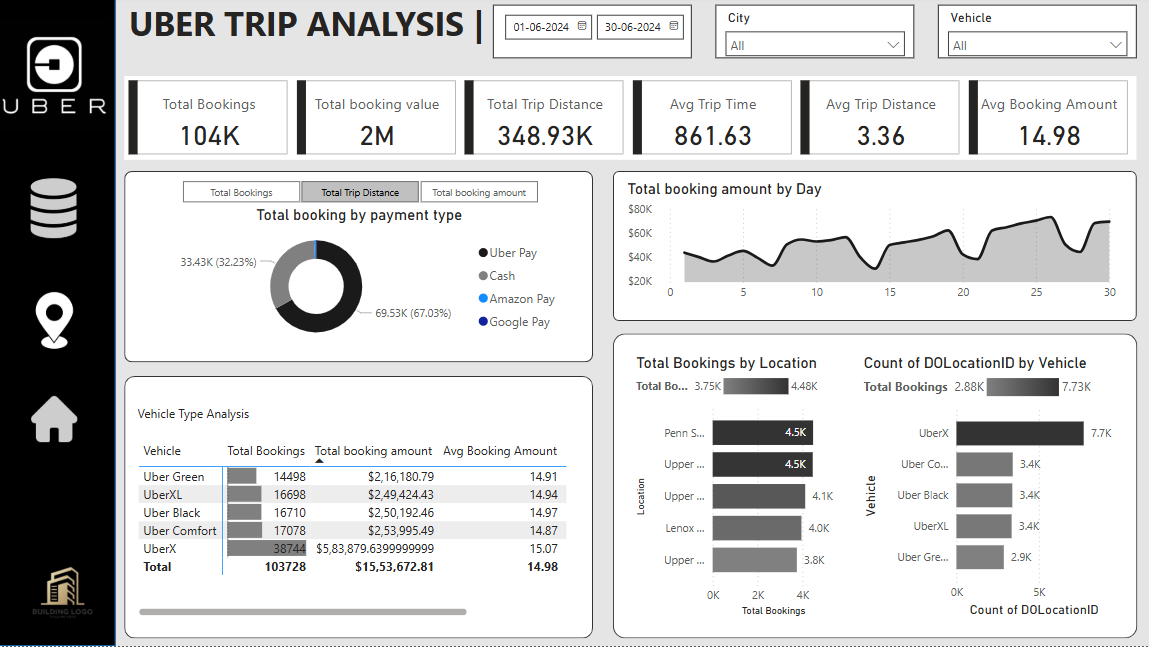 UBER TRIP ANALYSIS |
01-06-2024
30-06-2024
City
All
Vehicle
All
UBER
Total Bookings
104K
Total booking value
2M
Total Trip Distance
348.93K
Avg Trip Time
861.63
Avg Trip Distance
3.36
Avg Booking Amount
14.98
Total Bookings
Total Trip Distance
Total booking amount
Total booking by payment type
33.43K (32.23%)
69.53K (67.03%)
Uber Pay
Cash
Amazon Pay
Google Pay
Total booking amount by Day
$80K
$60K
$40K
$20K
0 5 10 15 20 25 30
Vehicle Type Analysis
Vehicle Total Bookings Total booking amount Avg Booking Amount
Uber Green 14498 $2,16,180.79 14.91
UberXL 16698 $2,49,424.43 14.94
Uber Black 16710 $2,50,192.46 14.97
Uber Comfort 17078 $2,53,995.49 14.87
UberX 38744 $5,83,879.6399999999 15.07
Total 103728 $15,53,672.81 14.98
Total Bookings by Location
Total Bo... 3.75K 4.48K
Location
Penn S... 4.5K
Upper ... 4.5K
Upper ... 4.1K
Lenox ... 4.0K
Upper ... 3.8K
0K 2K 4K
Total Bookings
Count of DOLocationID by Vehicle
Total Bookings 2.88K 7.73K
Vehicle
UberX 7.7K
Uber Co... 3.4K
Uber Black 3.4K
UberXL 3.4K
Uber Gre... 2.9K
0K 5K
Count of DOLocationID
BUILDING LOGO